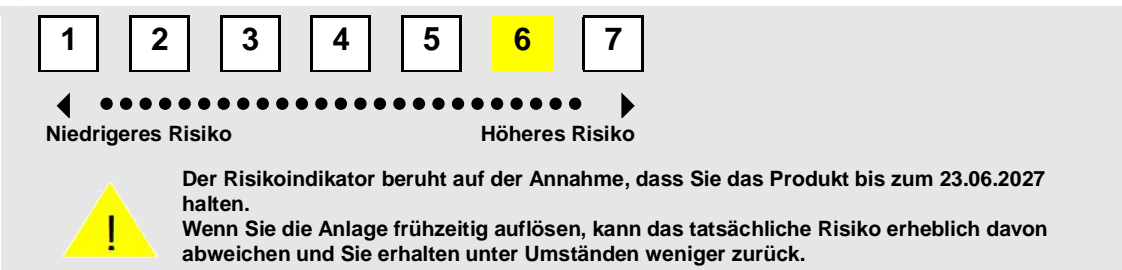 1 2 3 4 5 6 7
Niedrigeres Risiko Höheres Risiko
Der Risikoindikator beruht auf der Annahme, dass Sie das Produkt bis zum 23.06.2027
halten.
Wenn Sie die Anlage frühzeitig auflösen, kann das tatsächliche Risiko erheblich davon
abweichen und Sie erhalten unter Umständen weniger zurück.
!